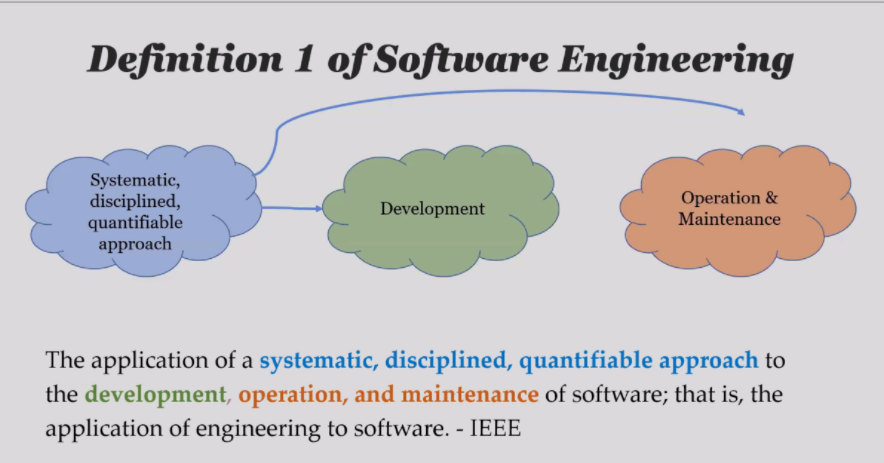 Definition 1 of Software Engineering
Systematic,
disciplined,
quantifiable
approach
Development
Operation &
Maintenance
The application of a systematic, disciplined, quantifiable approach to
the development, operation, and maintenance of software; that is, the
application of engineering to software. - IEEE